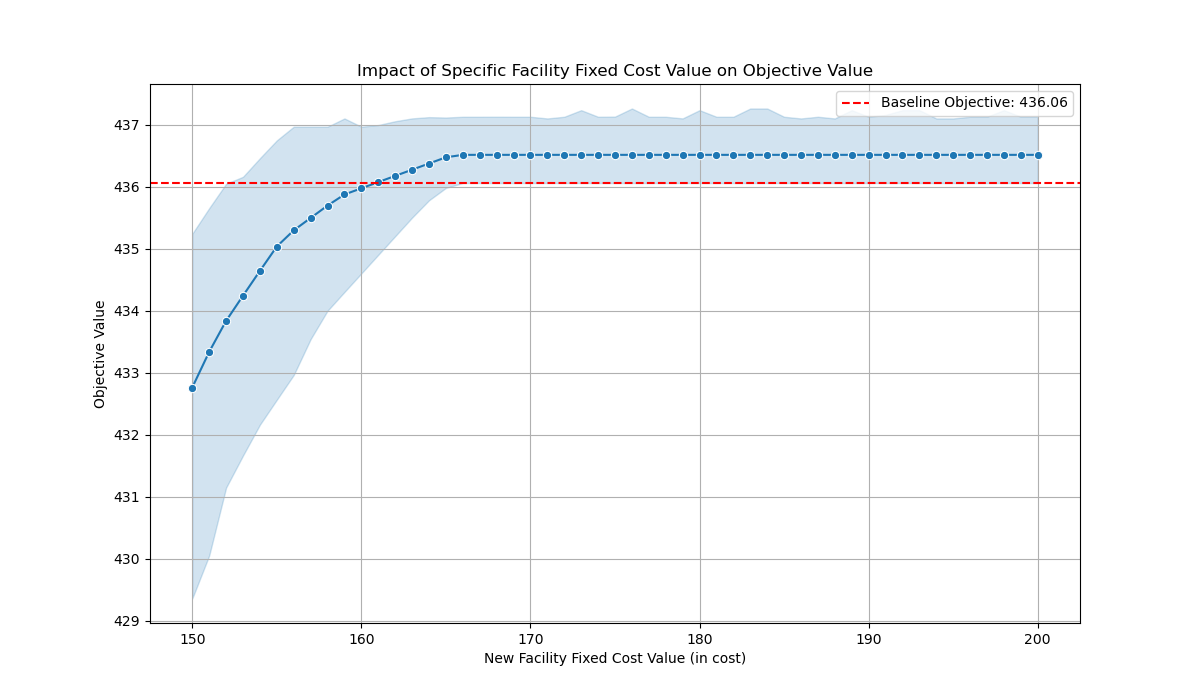 Impact of Specific Facility Fixed Cost Value on Objective Value
Baseline Objective: 436.06
437
436
435
434
433
432
431
430
429
Objective Value
150 160 170 180 190 200
New Facility Fixed Cost Value (in cost)